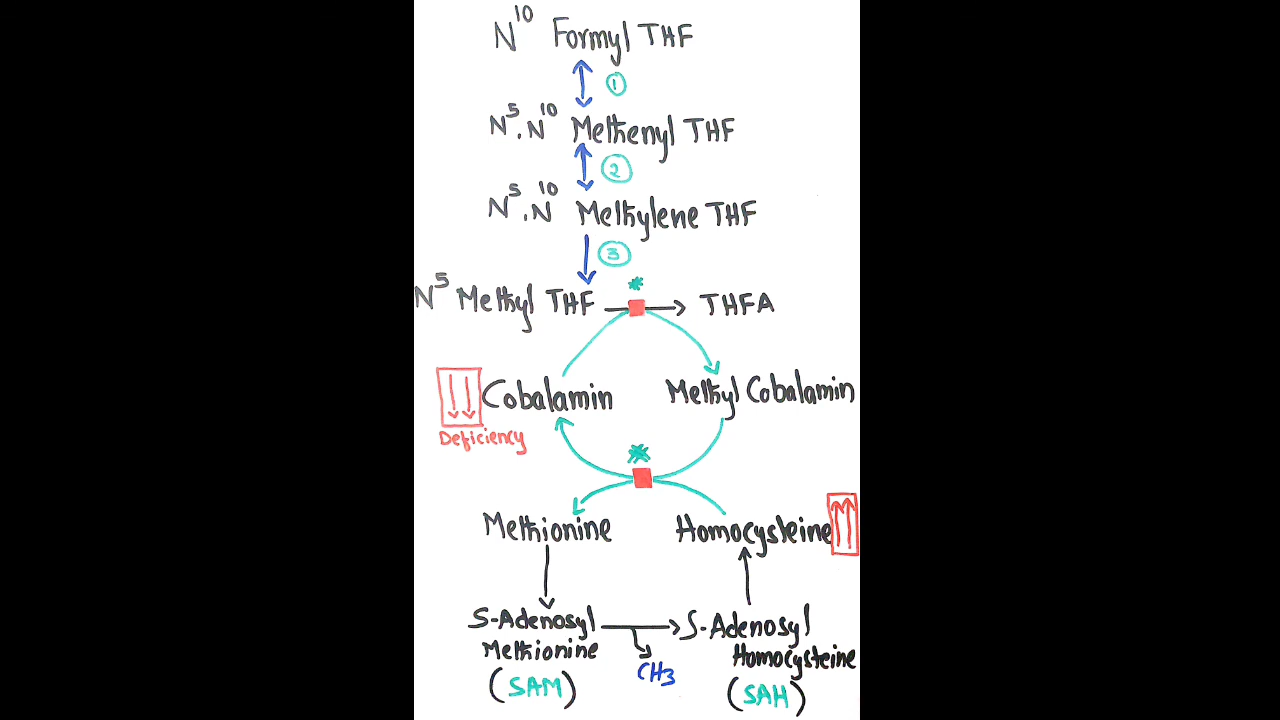 N¹⁰ Formyl THF
1
N⁵.N¹⁰ Methenyl THF
2
N⁵.N¹⁰ Methylene THF
3
*
N⁵ Methyl THF THFA
Cobalamin Methyl Cobalamin
Deficiency
*
Methionine Homocysteine
S-Adenosyl
Methionine
(SAM)
CH3
S-Adenosyl
Homocysteine
(SAH)